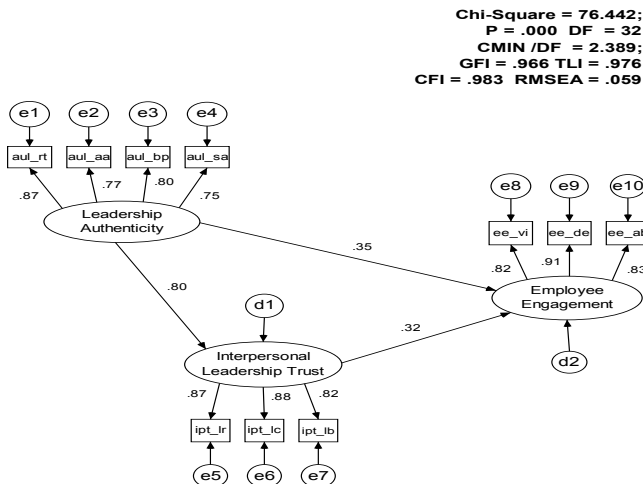 Chi-Square = 76.442;
P = .000 DF = 32
CMIN /DF = 2.389;
GFI = .966 TLI = .976
CFI = .983 RMSEA = .059
e1 e2 e3 e4
aul_rt aul_aa aul_bp aul_sa
.87 .77 .80 .75
Leadership
Authenticity
e8 e9 e10
ee_vi ee_de ee_ab
.82 .91 .83
.35
Employee
Engagement
.80
d1
.32
Interpersonal
Leadership Trust
d2
.87 .88 .82
ipt_lr ipt_lc ipt_lb
e5 e6 e7